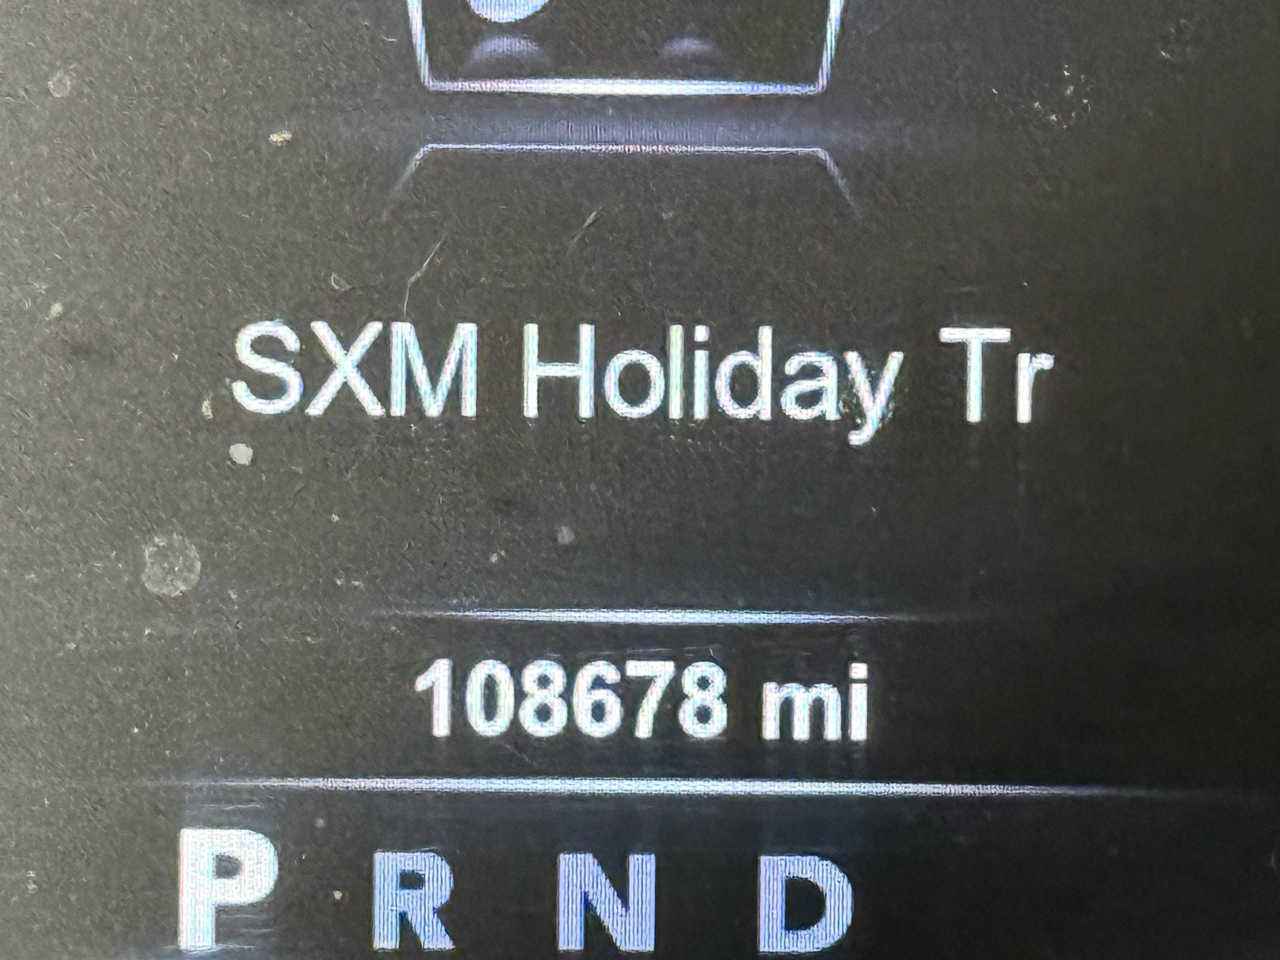 SXM Holiday Tr
108678 mi
P R N D